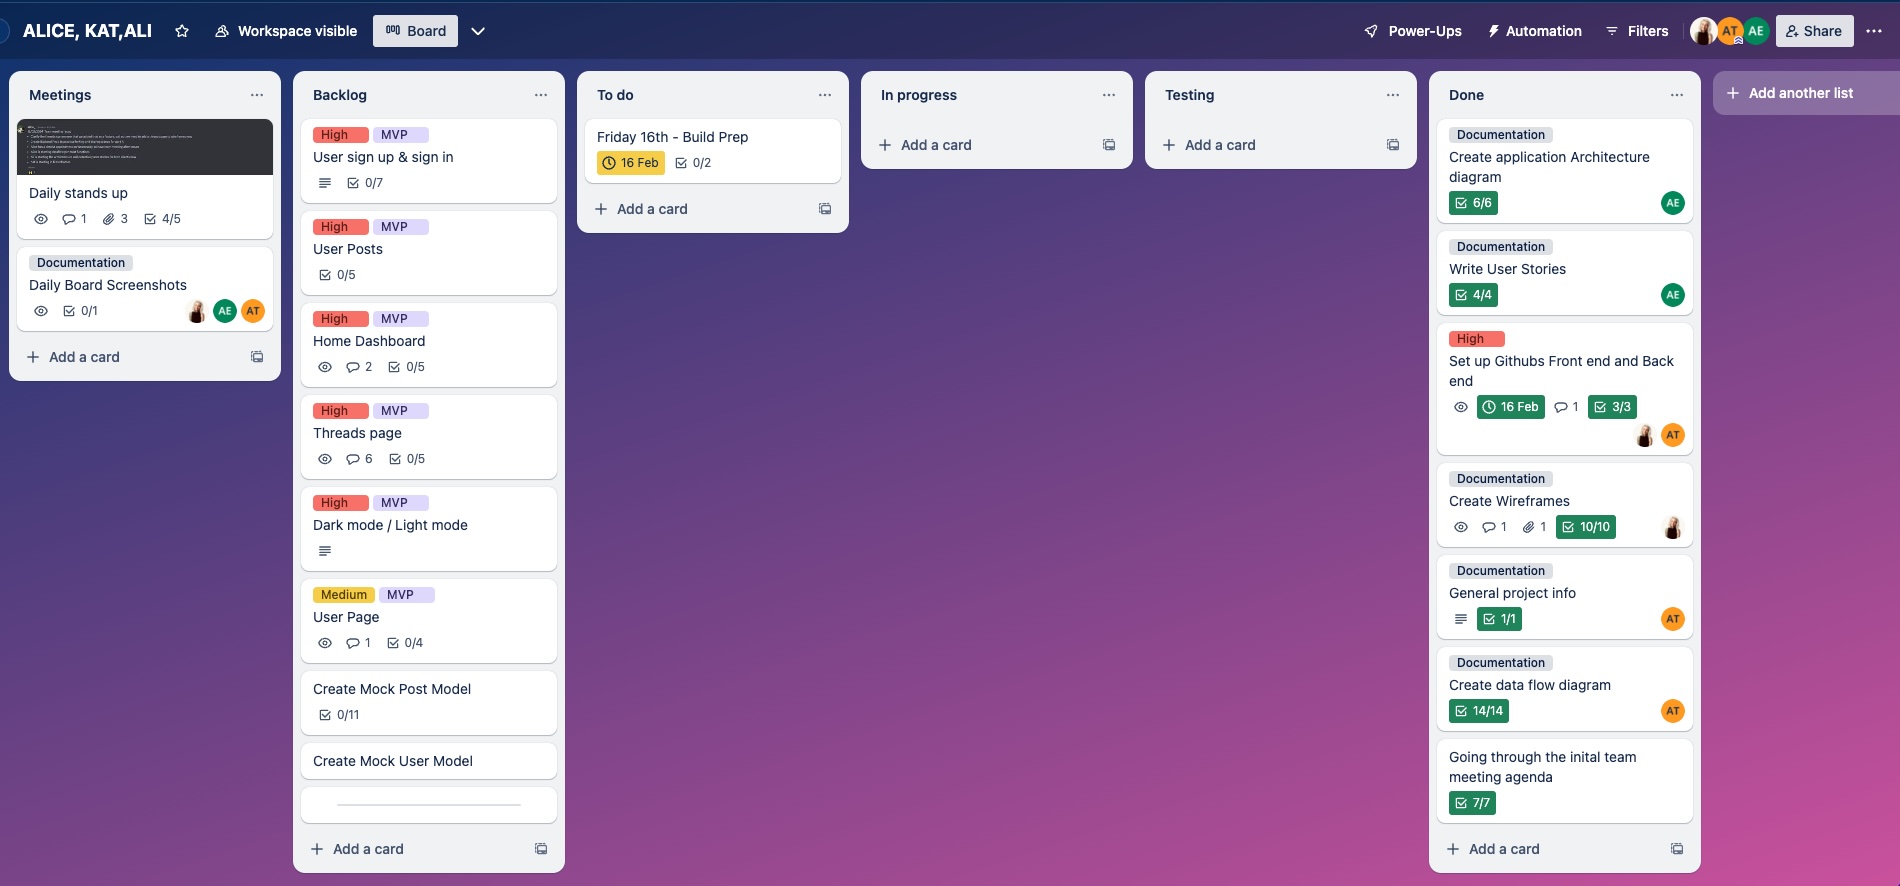 ALICE, KAT,ALI
Workspace visible
Board
Power-Ups
Automation
Filters
AT
AE
Share
Meetings
Daily stands up
1 3 4/5
Documentation
Daily Board Screenshots
0/1 AE AT
Add a card
Backlog
High MVP
User sign up & sign in
0/7
High MVP
User Posts
0/5
High MVP
Home Dashboard
2 0/5
High MVP
Threads page
6 0/5
High MVP
Dark mode / Light mode
Medium MVP
User Page
1 0/4
Create Mock Post Model
0/11
Create Mock User Model
Add a card
To do
Friday 16th - Build Prep
16 Feb 0/2
Add a card
In progress
Add a card
Testing
Add a card
Done
Documentation
Create application Architecture
diagram
6/6 AE
Documentation
Write User Stories
4/4 AE
High
Set up Githubs Front end and Back
end
16 Feb 1 3/3
AT
Documentation
Create Wireframes
1 1 10/10
Documentation
General project info
1/1 AT
Documentation
Create data flow diagram
14/14 AT
Going through the inital team
meeting agenda
7/7
Add a card
Add another list